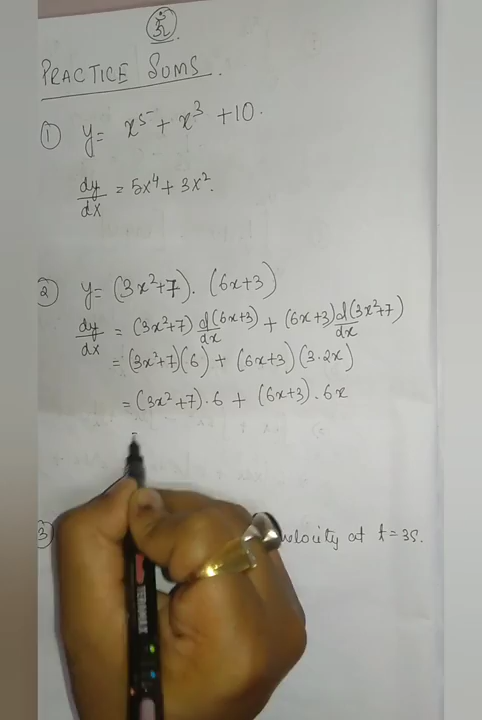 PRACTICE SUMS.
① y = x⁵ + x³ + 10.
dy/dx = 5x⁴ + 3x².
② y = (3x²+7). (6x+3)
dy/dx = (3x²+7) d(6x+3)/dx + (6x+3) d(3x²+7)/dx
= (3x²+7)(6) + (6x+3)(3.2x)
= (3x²+7).6 + (6x+3).6x
③ velocity at t=3s.